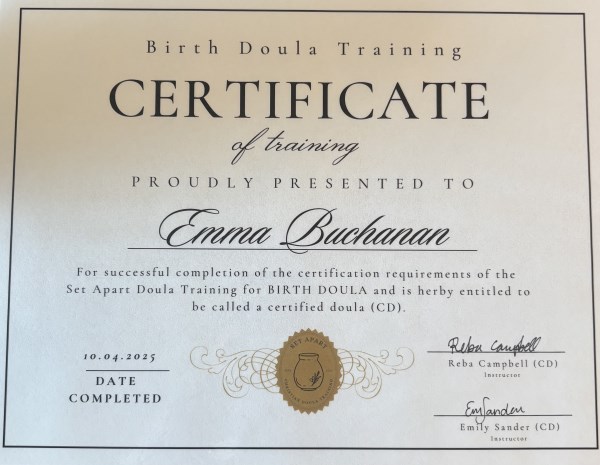 Birth Doula Training
CERTIFICATE
of training
PROUDLY PRESENTED TO
Emma Buchanan
For successful completion of the certification requirements of the
Set Apart Doula Training for BIRTH DOULA and is herby entitled to
be called a certified doula (CD).
10.04.2025
DATE
COMPLETED
SET APART
Reba Campbell
Reba Campbell (CD)
Instructor
Emily Sander (CD)
Instructor